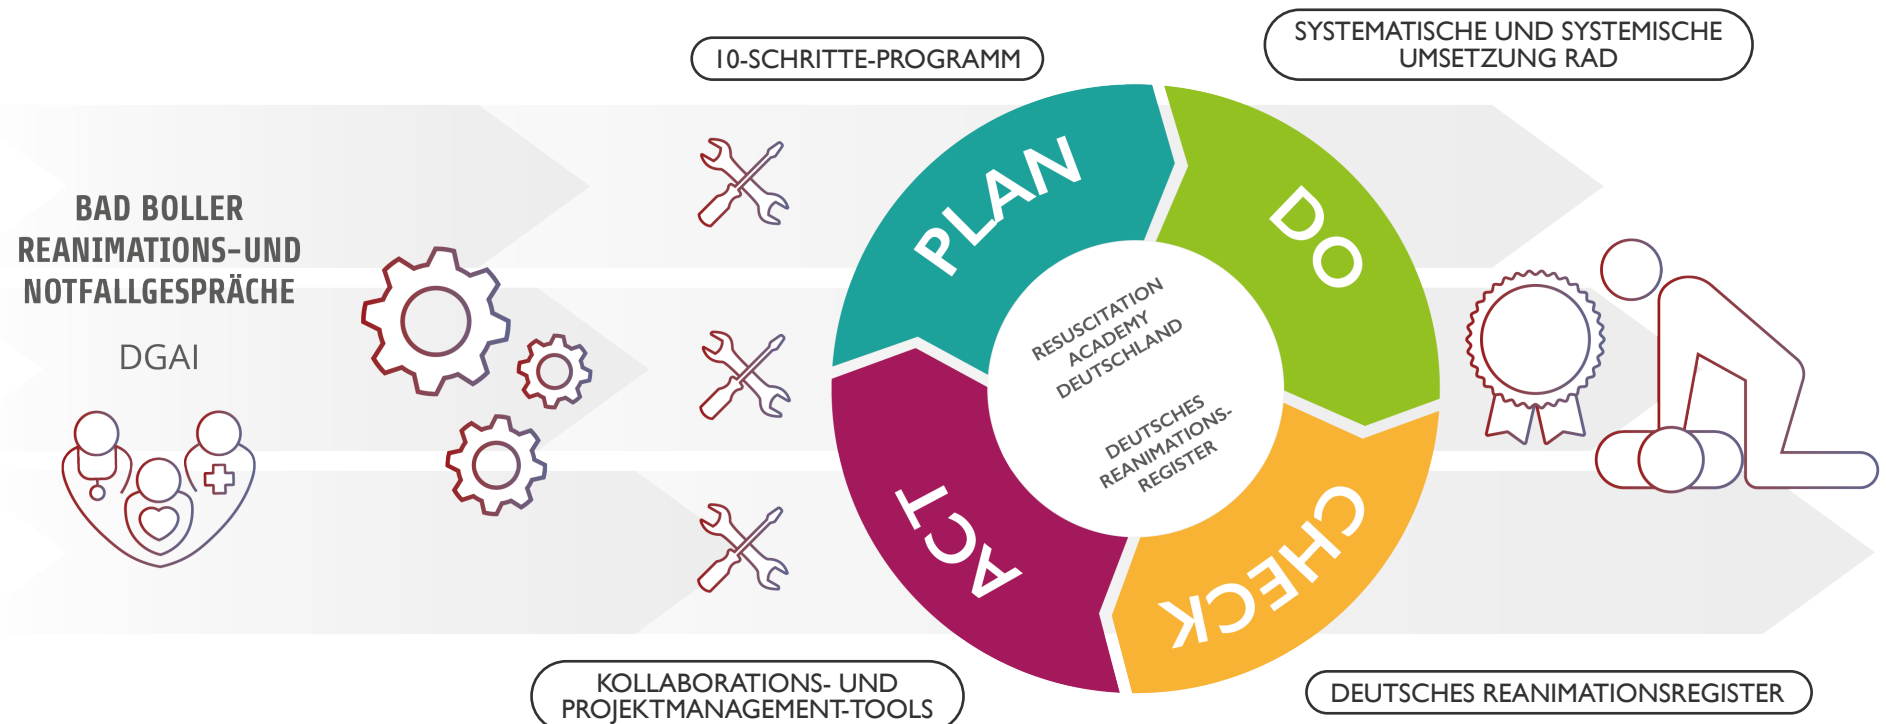 BAD BOLLER
REANIMATIONS-UND
NOTFALLGESPRÄCHE
DGAI
10-SCHRITTE-PROGRAMM
SYSTEMATISCHE UND SYSTEMISCHE
UMSETZUNG RAD
PLAN
DO
CHECK
ACT
RESUSCITATION
ACADEMY
DEUTSCHLAND
DEUTSCHES
REANIMATIONS-
REGISTER
KOLLABORATIONS- UND
PROJEKTMANAGEMENT-TOOLS
DEUTSCHES REANIMATIONSREGISTER